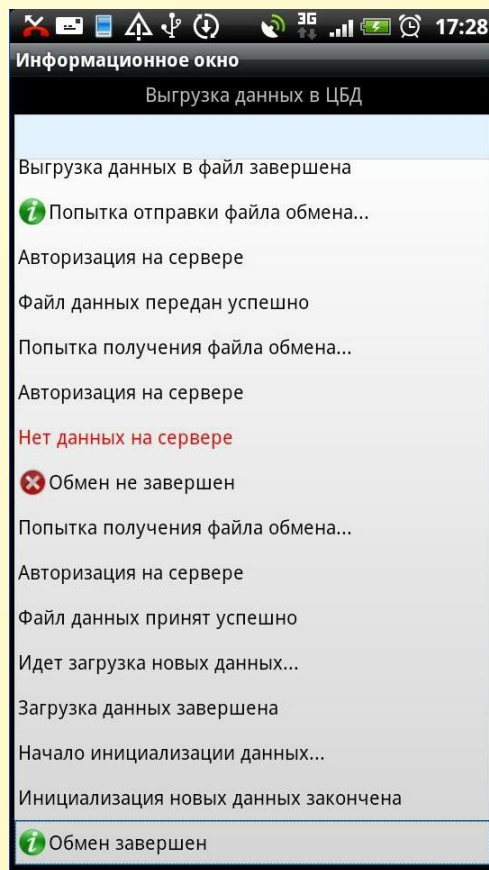 3G 17:28
Информационное окно
Выгрузка данных в ЦБД
Выгрузка данных в файл завершена
Попытка отправки файла обмена...
Авторизация на сервере
Файл данных передан успешно
Попытка получения файла обмена...
Авторизация на сервере
Нет данных на сервере
Обмен не завершен
Попытка получения файла обмена...
Авторизация на сервере
Файл данных принят успешно
Идет загрузка новых данных...
Загрузка данных завершена
Начало инициализации данных...
Инициализация новых данных закончена
Обмен завершен